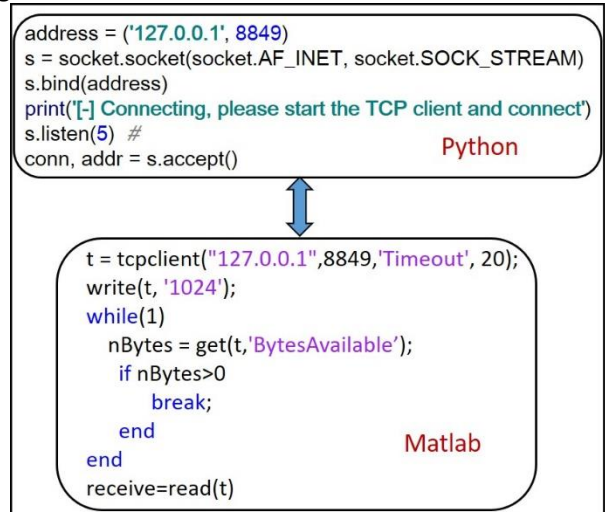 address = ('127.0.0.1', 8849)
s = socket.socket(socket.AF_INET, socket.SOCK_STREAM)
s.bind(address)
print('[-] Connecting, please start the TCP client and connect')
s.listen(5)  #
conn, addr = s.accept()
Python
t = tcpclient("127.0.0.1",8849,'Timeout', 20);
write(t, '1024');
while(1)
nBytes = get(t,'BytesAvailable’);
if nBytes>0
break;
end
end
Matlab
receive=read(t)